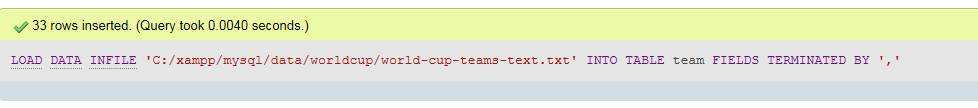 33 rows inserted. (Query took 0.0040 seconds.)
LOAD DATA INFILE 'C:/xampp/mysql/data/worldcup/world-cup-teams-text.txt' INTO TABLE team FIELDS TERMINATED BY ','